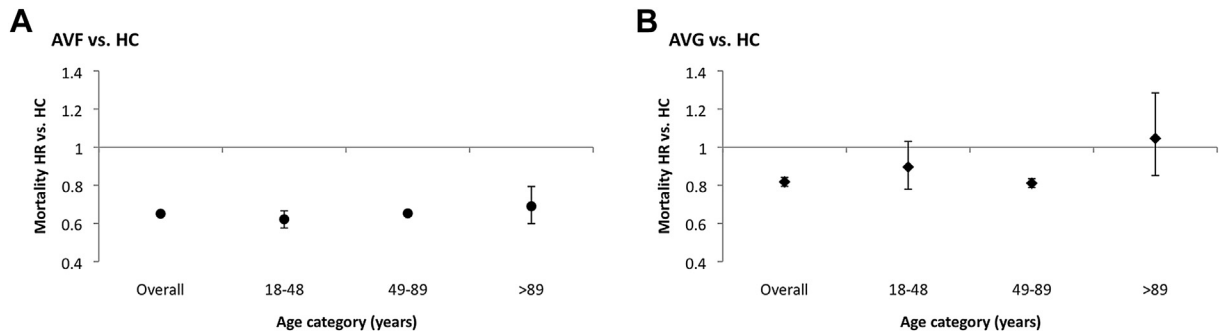 A
AVF vs. HC
Mortality HR vs. HC
1.4
1.2
1
0.8
0.6
0.4
Overall 18-48 49-89 >89
Age category (years)
B
AVG vs. HC
Mortality HR vs. HC
1.4
1.2
1
0.8
0.6
0.4
Overall 18-48 49-89 >89
Age category (years)